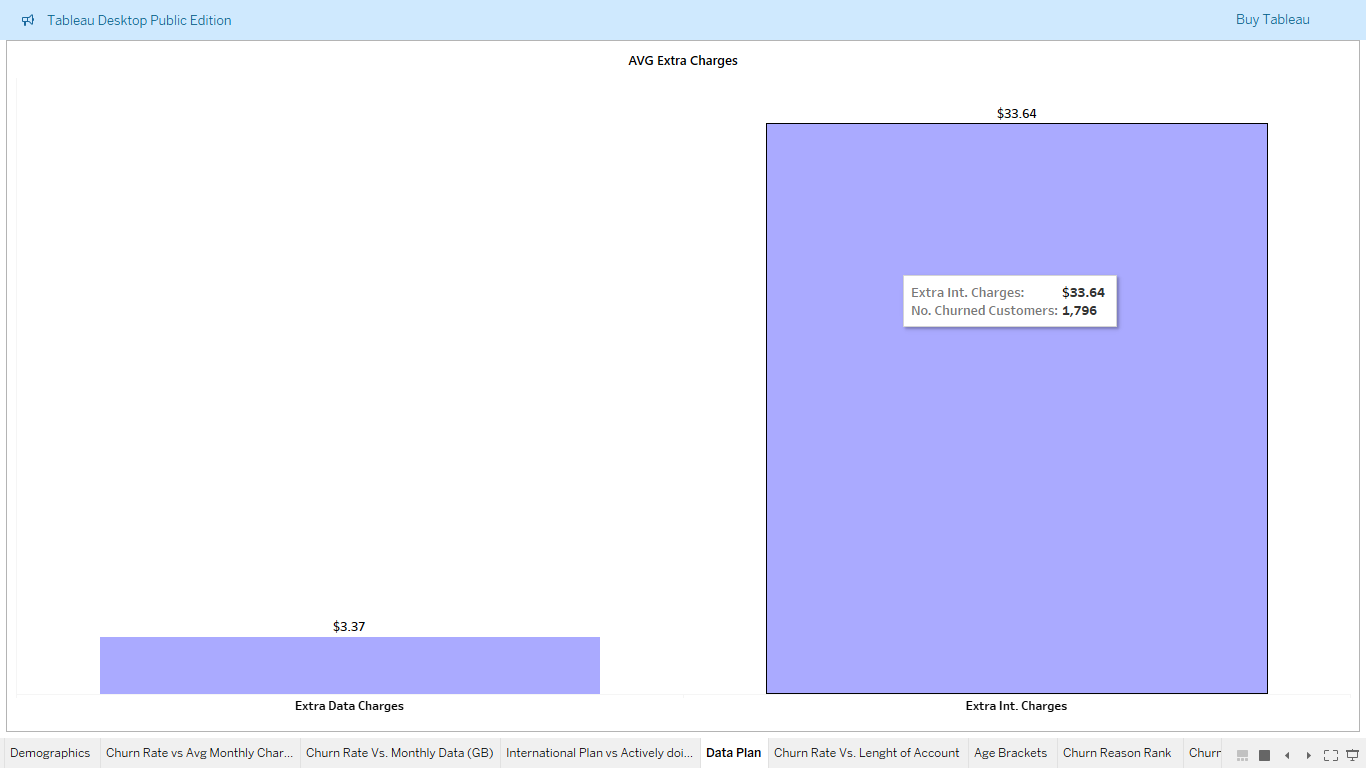 Tableau Desktop Public Edition
Buy Tableau
AVG Extra Charges
$33.64
Extra Int. Charges: $33.64
No. Churned Customers: 1,796
$3.37
Extra Data Charges
Extra Int. Charges
Demographics
Churn Rate vs Avg Monthly Char...
Churn Rate Vs. Monthly Data (GB)
International Plan vs Actively doi...
Data Plan
Churn Rate Vs. Lenght of Account
Age Brackets
Churn Reason Rank
Churr